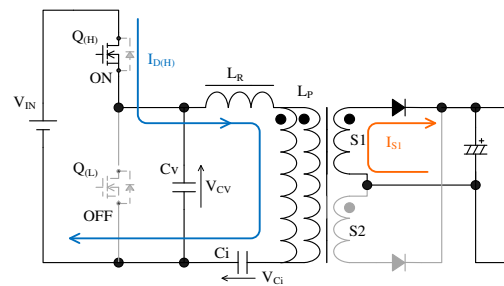 Q(H)
ID(H)
ON
LR
LP
VIN
S1
IS1
+
Q(L)
Cv
VCV
OFF
S2
Ci
VCi